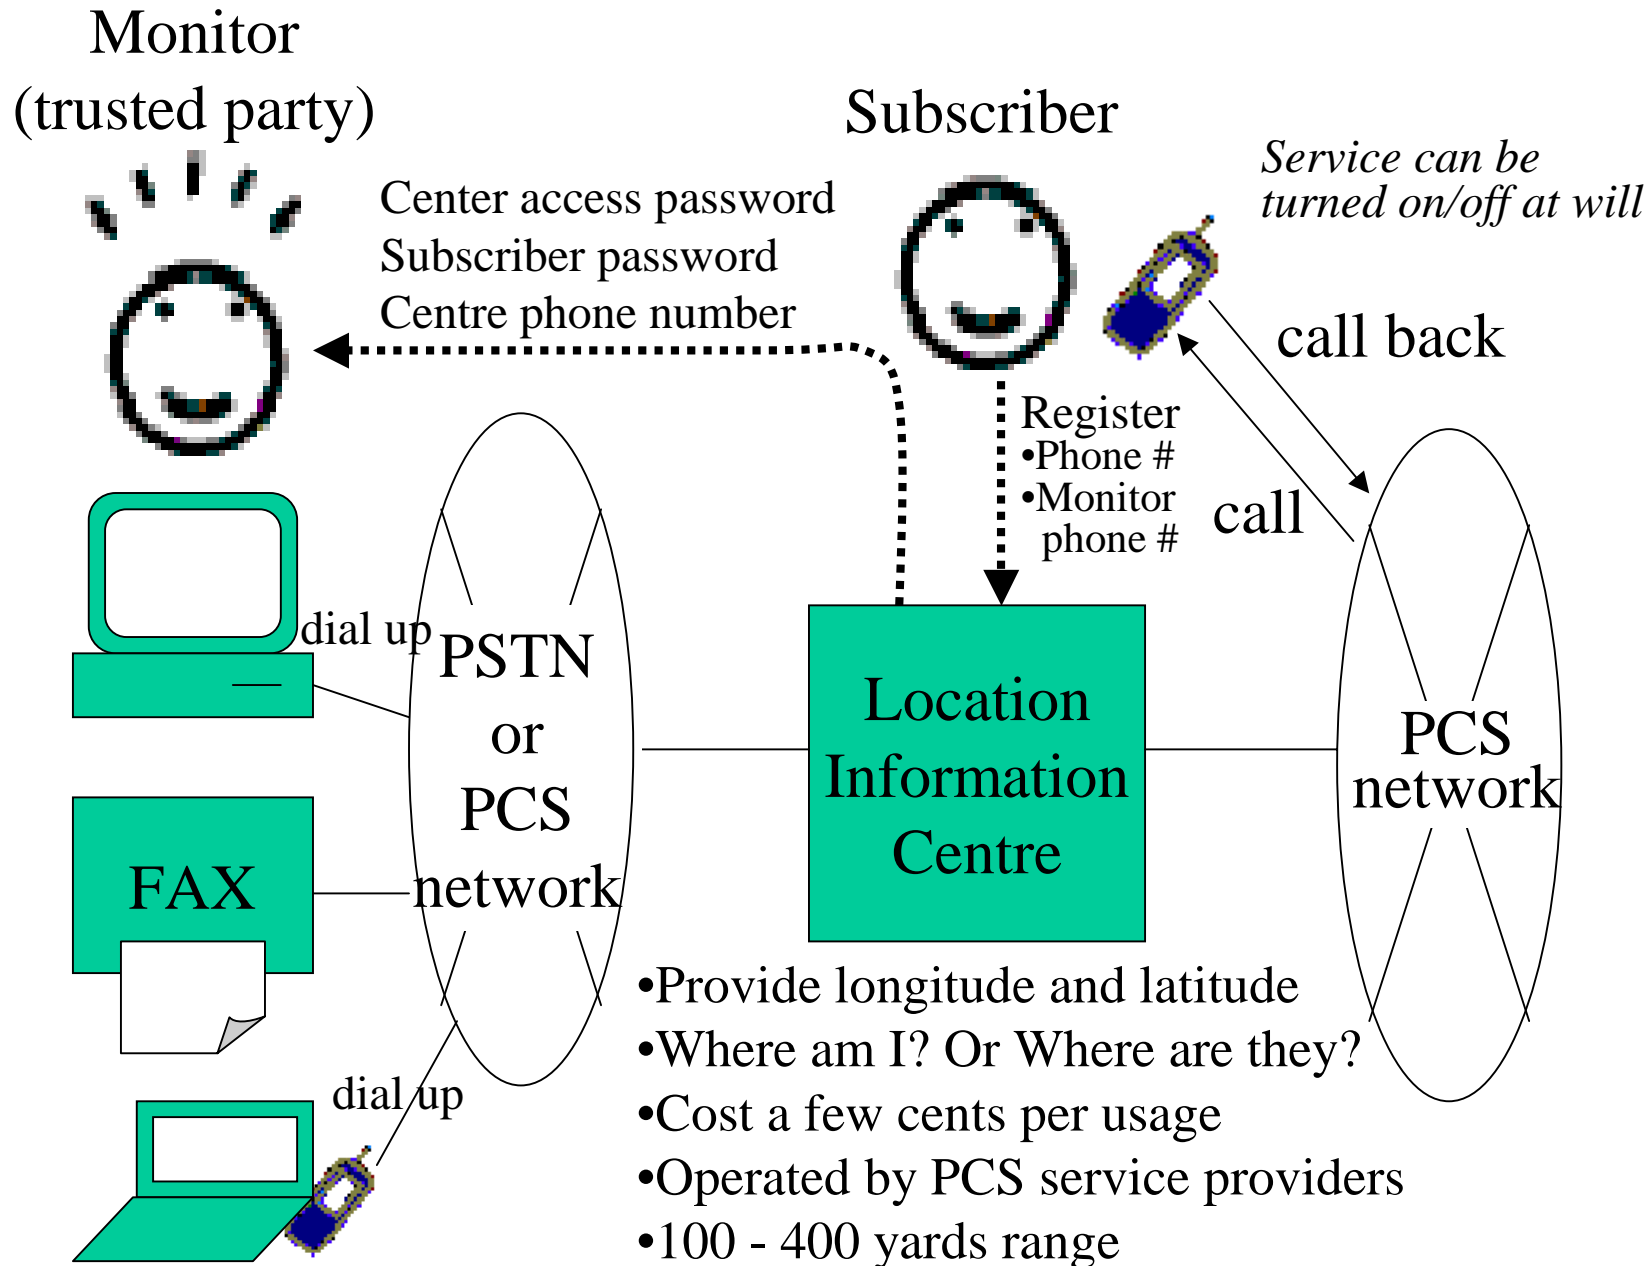 Monitor
(trusted party)
Subscriber
Service can be
turned on/off at will
Center access password
Subscriber password
Centre phone number
call back
Register
•Phone #
•Monitor
phone #
call
dial up
PSTN
or
PCS
network
Location
Information
Centre
PCS
network
FAX
dial up
•Provide longitude and latitude
•Where am I? Or Where are they?
•Cost a few cents per usage
•Operated by PCS service providers
•100 - 400 yards range